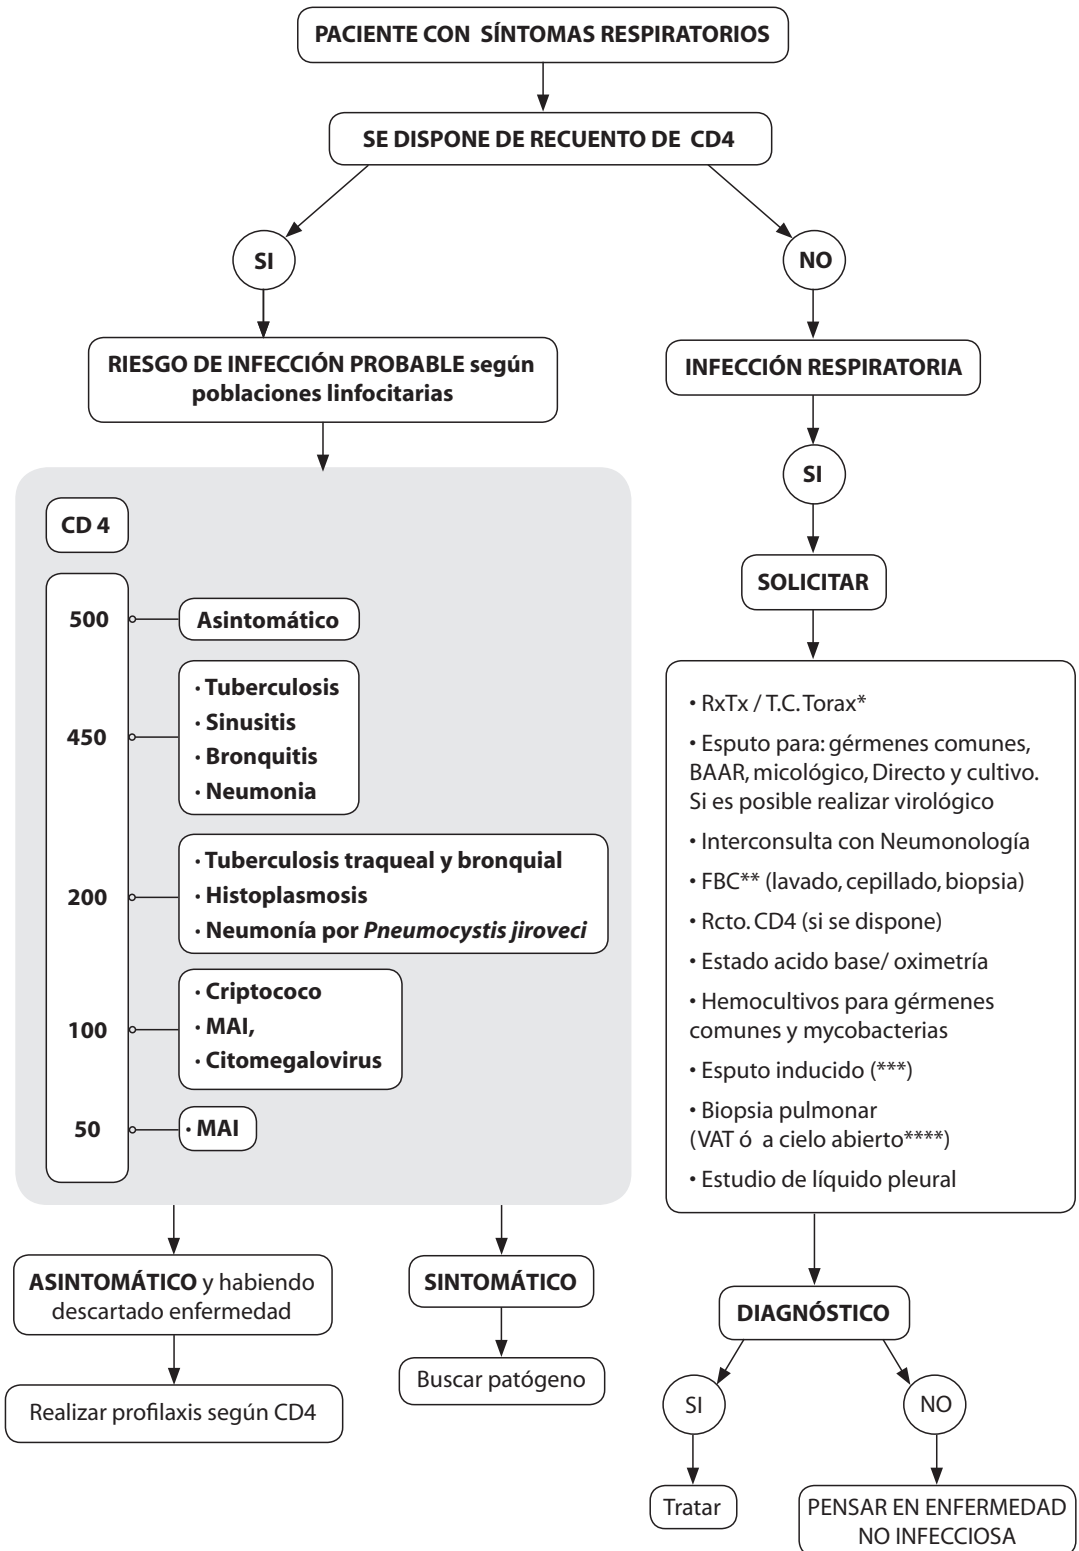 PACIENTE CON SÍNTOMAS RESPIRATORIOS
SE DISPONE DE RECUENTO DE CD4
SI
NO
RIESGO DE INFECCIÓN PROBABLE según
poblaciones linfocitarias
INFECCIÓN RESPIRATORIA
SI
SOLICITAR
CD 4
500
Asintomático
450
· Tuberculosis
· Sinusitis
· Bronquitis
· Neumonia
200
· Tuberculosis traqueal y bronquial
· Histoplasmosis
· Neumonía por Pneumocystis jiroveci
100
· Criptococo
· MAI,
· Citomegalovirus
50
· MAI
• RxTx / T.C. Torax*
• Esputo para: gérmenes comunes,
BAAR, micológico, Directo y cultivo.
Si es posible realizar virológico
• Interconsulta con Neumonología
• FBC** (lavado, cepillado, biopsia)
• Rcto. CD4 (si se dispone)
• Estado acido base/ oximetría
• Hemocultivos para gérmenes
comunes y mycobacterias
• Esputo inducido (***)
• Biopsia pulmonar
(VAT ó a cielo abierto****)
• Estudio de líquido pleural
ASINTOMÁTICO y habiendo
descartado enfermedad
Realizar profilaxis según CD4
SINTOMÁTICO
Buscar patógeno
DIAGNÓSTICO
SI
NO
Tratar
PENSAR EN ENFERMEDAD
NO INFECCIOSA